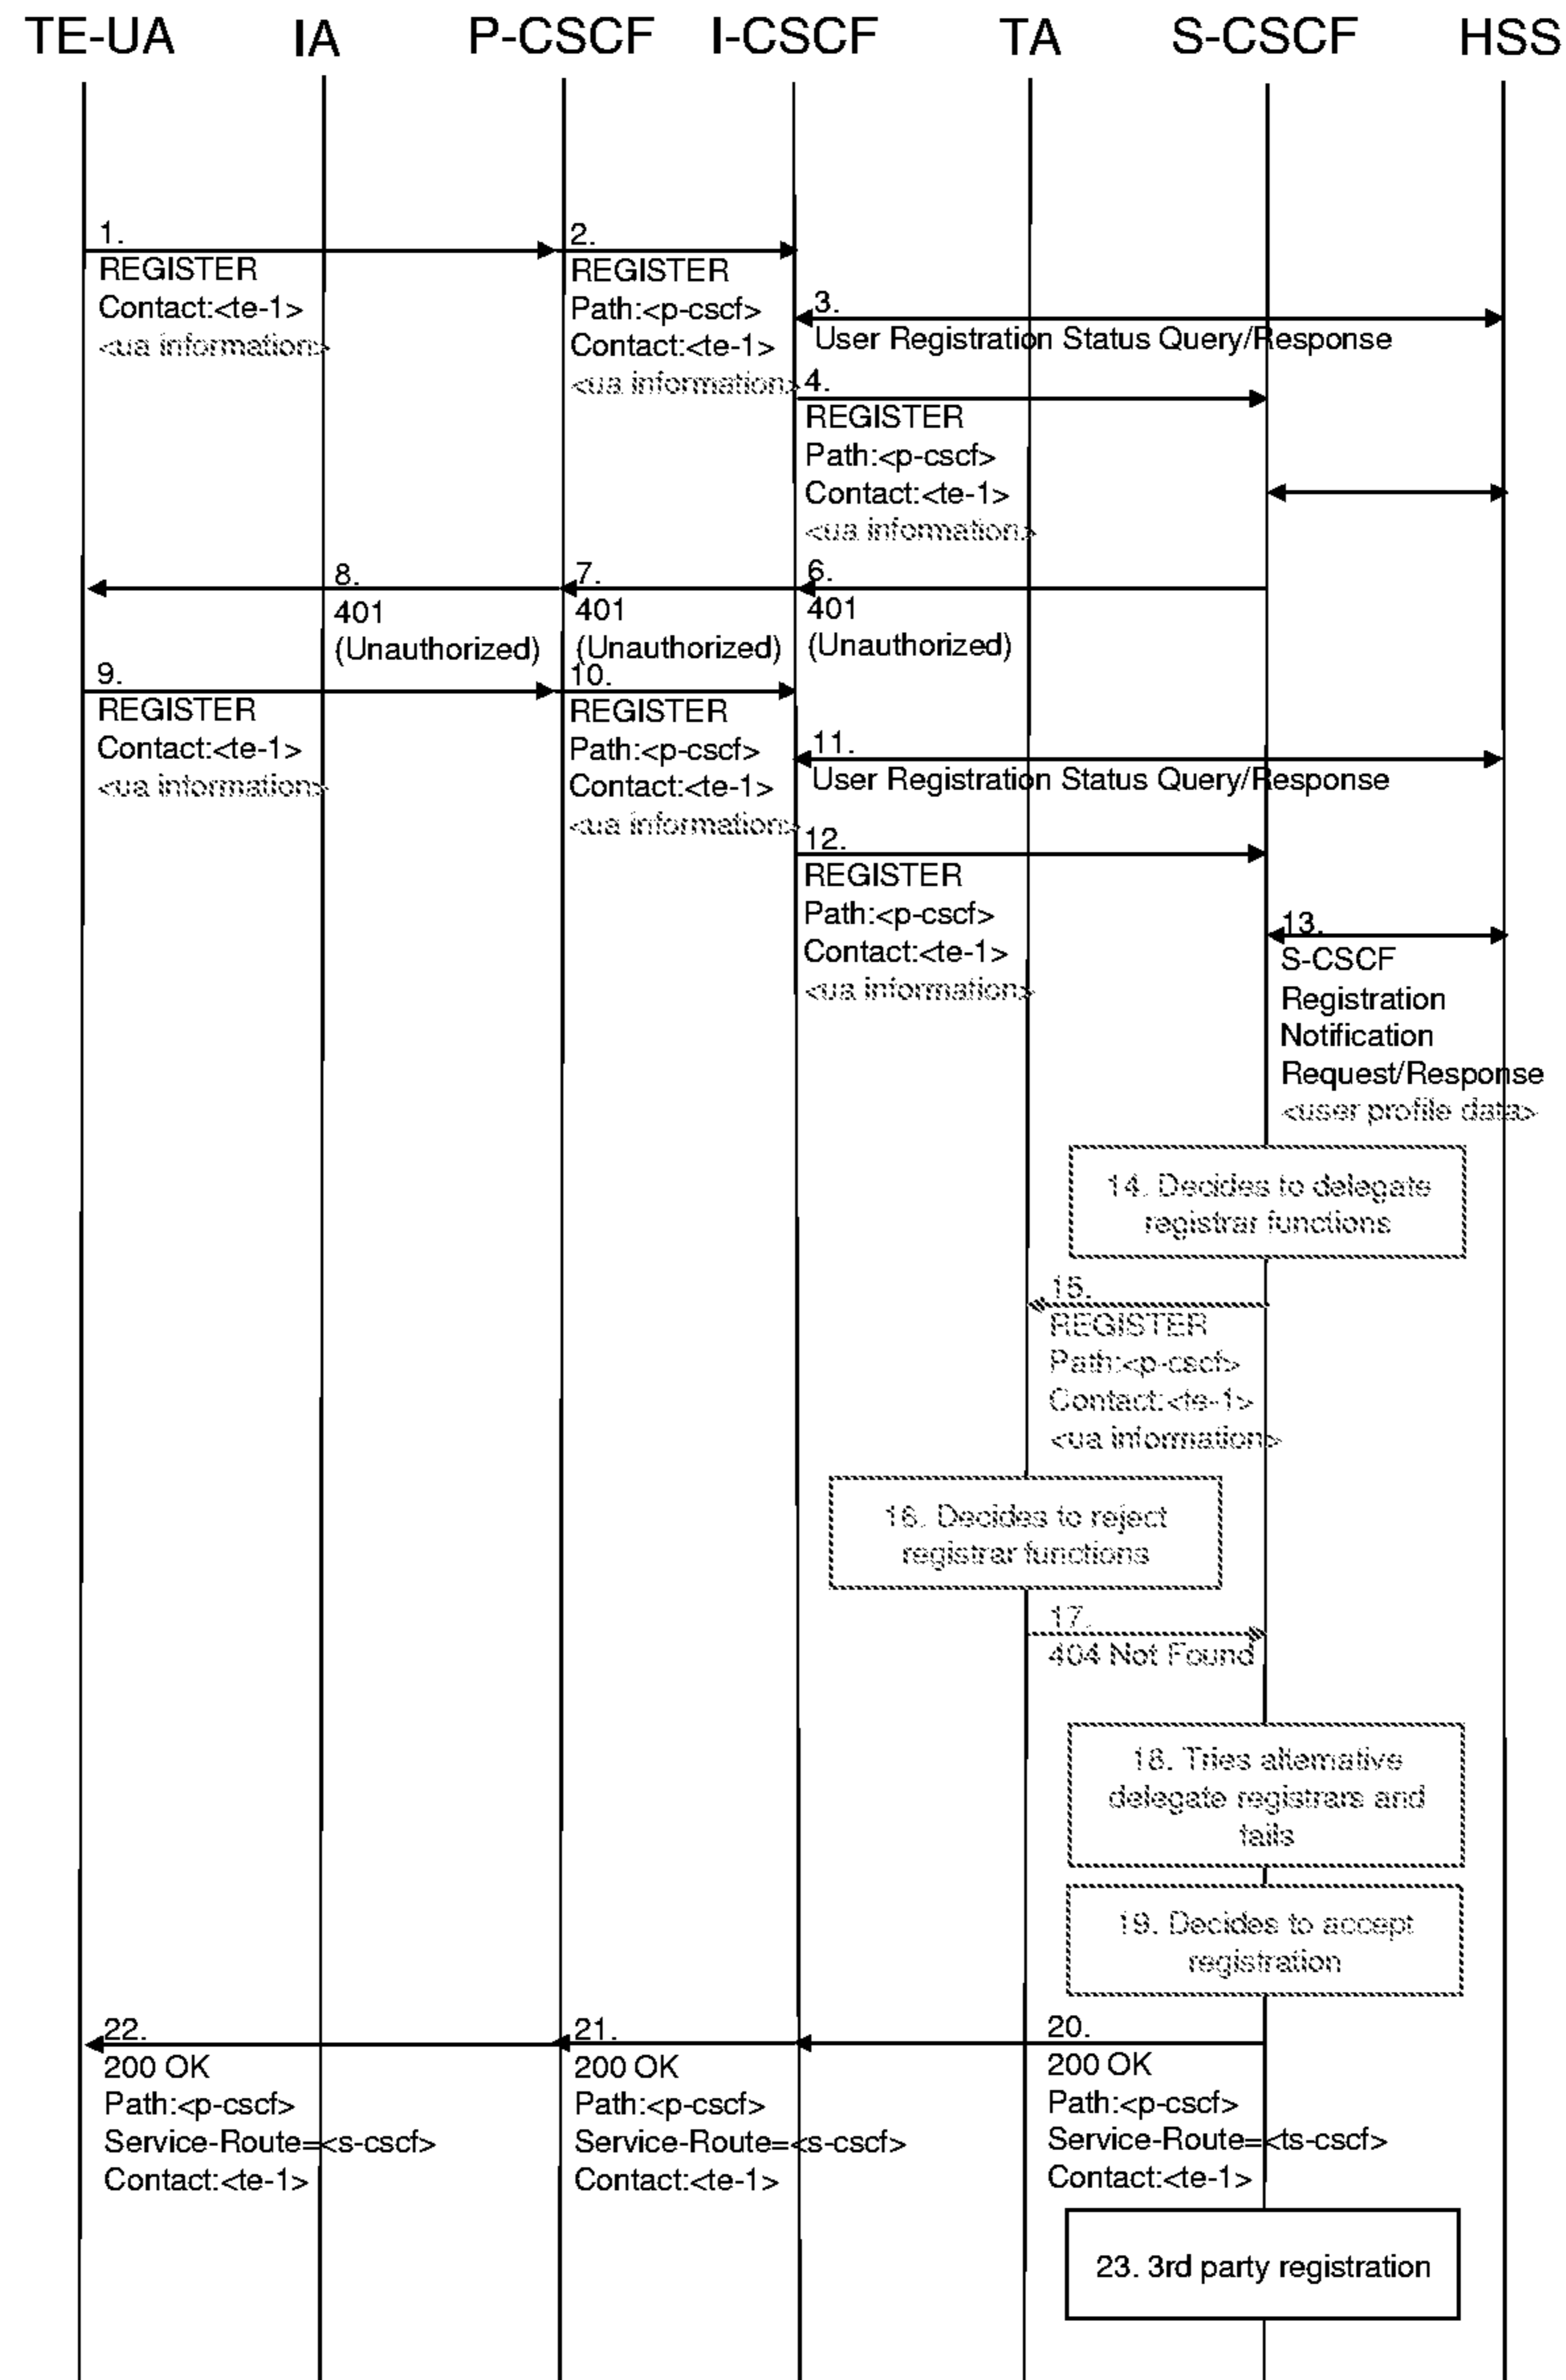 TE-UA IA P-CSCF I-CSCF TA S-CSCF HSS
1.
REGISTER
Contact:<te-1>
<ua information>
2.
REGISTER
Path:<p-cscf>
Contact:<te-1>
<ua information>
3.
User Registration Status Query/Response
4.
REGISTER
Path:<p-cscf>
Contact:<te-1>
<ua information>
6.
401
(Unauthorized)
7.
401
(Unauthorized)
8.
401
(Unauthorized)
9.
REGISTER
Contact:<te-1>
<ua information>
10.
REGISTER
Path:<p-cscf>
Contact:<te-1>
<ua information>
11.
User Registration Status Query/Response
12.
REGISTER
Path:<p-cscf>
Contact:<te-1>
<ua information>
13.
S-CSCF
Registration
Notification
Request/Response
<user profile data>
14. Decides to delegate
registrar functions
15.
REGISTER
Path:<p-cscf>
Contact:<te-1>
<ua information>
16. Decides to reject
registrar functions
17.
404 Not Found
18. Tries alternative
delegate registrars and
fails
19. Decides to accept
registration
20.
200 OK
Path:<p-cscf>
Service-Route=<ts-cscf>
Contact:<te-1>
21.
200 OK
Path:<p-cscf>
Service-Route=<s-cscf>
Contact:<te-1>
22.
200 OK
Path:<p-cscf>
Service-Route=<s-cscf>
Contact:<te-1>
23. 3rd party registration